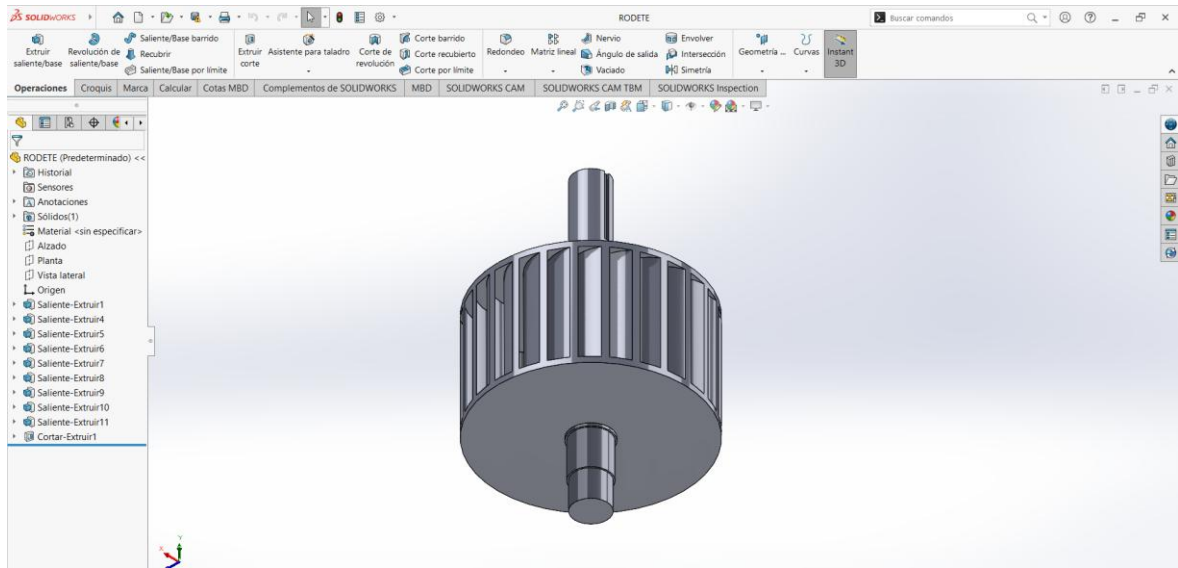 SOLIDWORKS
RODETE
Buscar comandos
Extruir saliente/base
Revolución de saliente/base
Saliente/Base barrido
Recubrir
Saliente/Base por límite
Extruir corte
Asistente para taladro
Corte de revolución
Corte barrido
Corte recubierto
Corte por límite
Redondeo
Matriz lineal
Nervio
Ángulo de salida
Vaciado
Envolver
Intersección
Simetría
Geometría ...
Curvas
Instant 3D
Operaciones Croquis Marca Calcular Cotas MBD Complementos de SOLIDWORKS MBD SOLIDWORKS CAM SOLIDWORKS CAM TBM SOLIDWORKS Inspection
RODETE (Predeterminado) <<
Historial
Sensores
Anotaciones
Sólidos(1)
Material <sin especificar>
Alzado
Planta
Vista lateral
Origen
Saliente-Extruir1
Saliente-Extruir4
Saliente-Extruir5
Saliente-Extruir6
Saliente-Extruir7
Saliente-Extruir8
Saliente-Extruir9
Saliente-Extruir10
Saliente-Extruir11
Cortar-Extruir1
Y
X